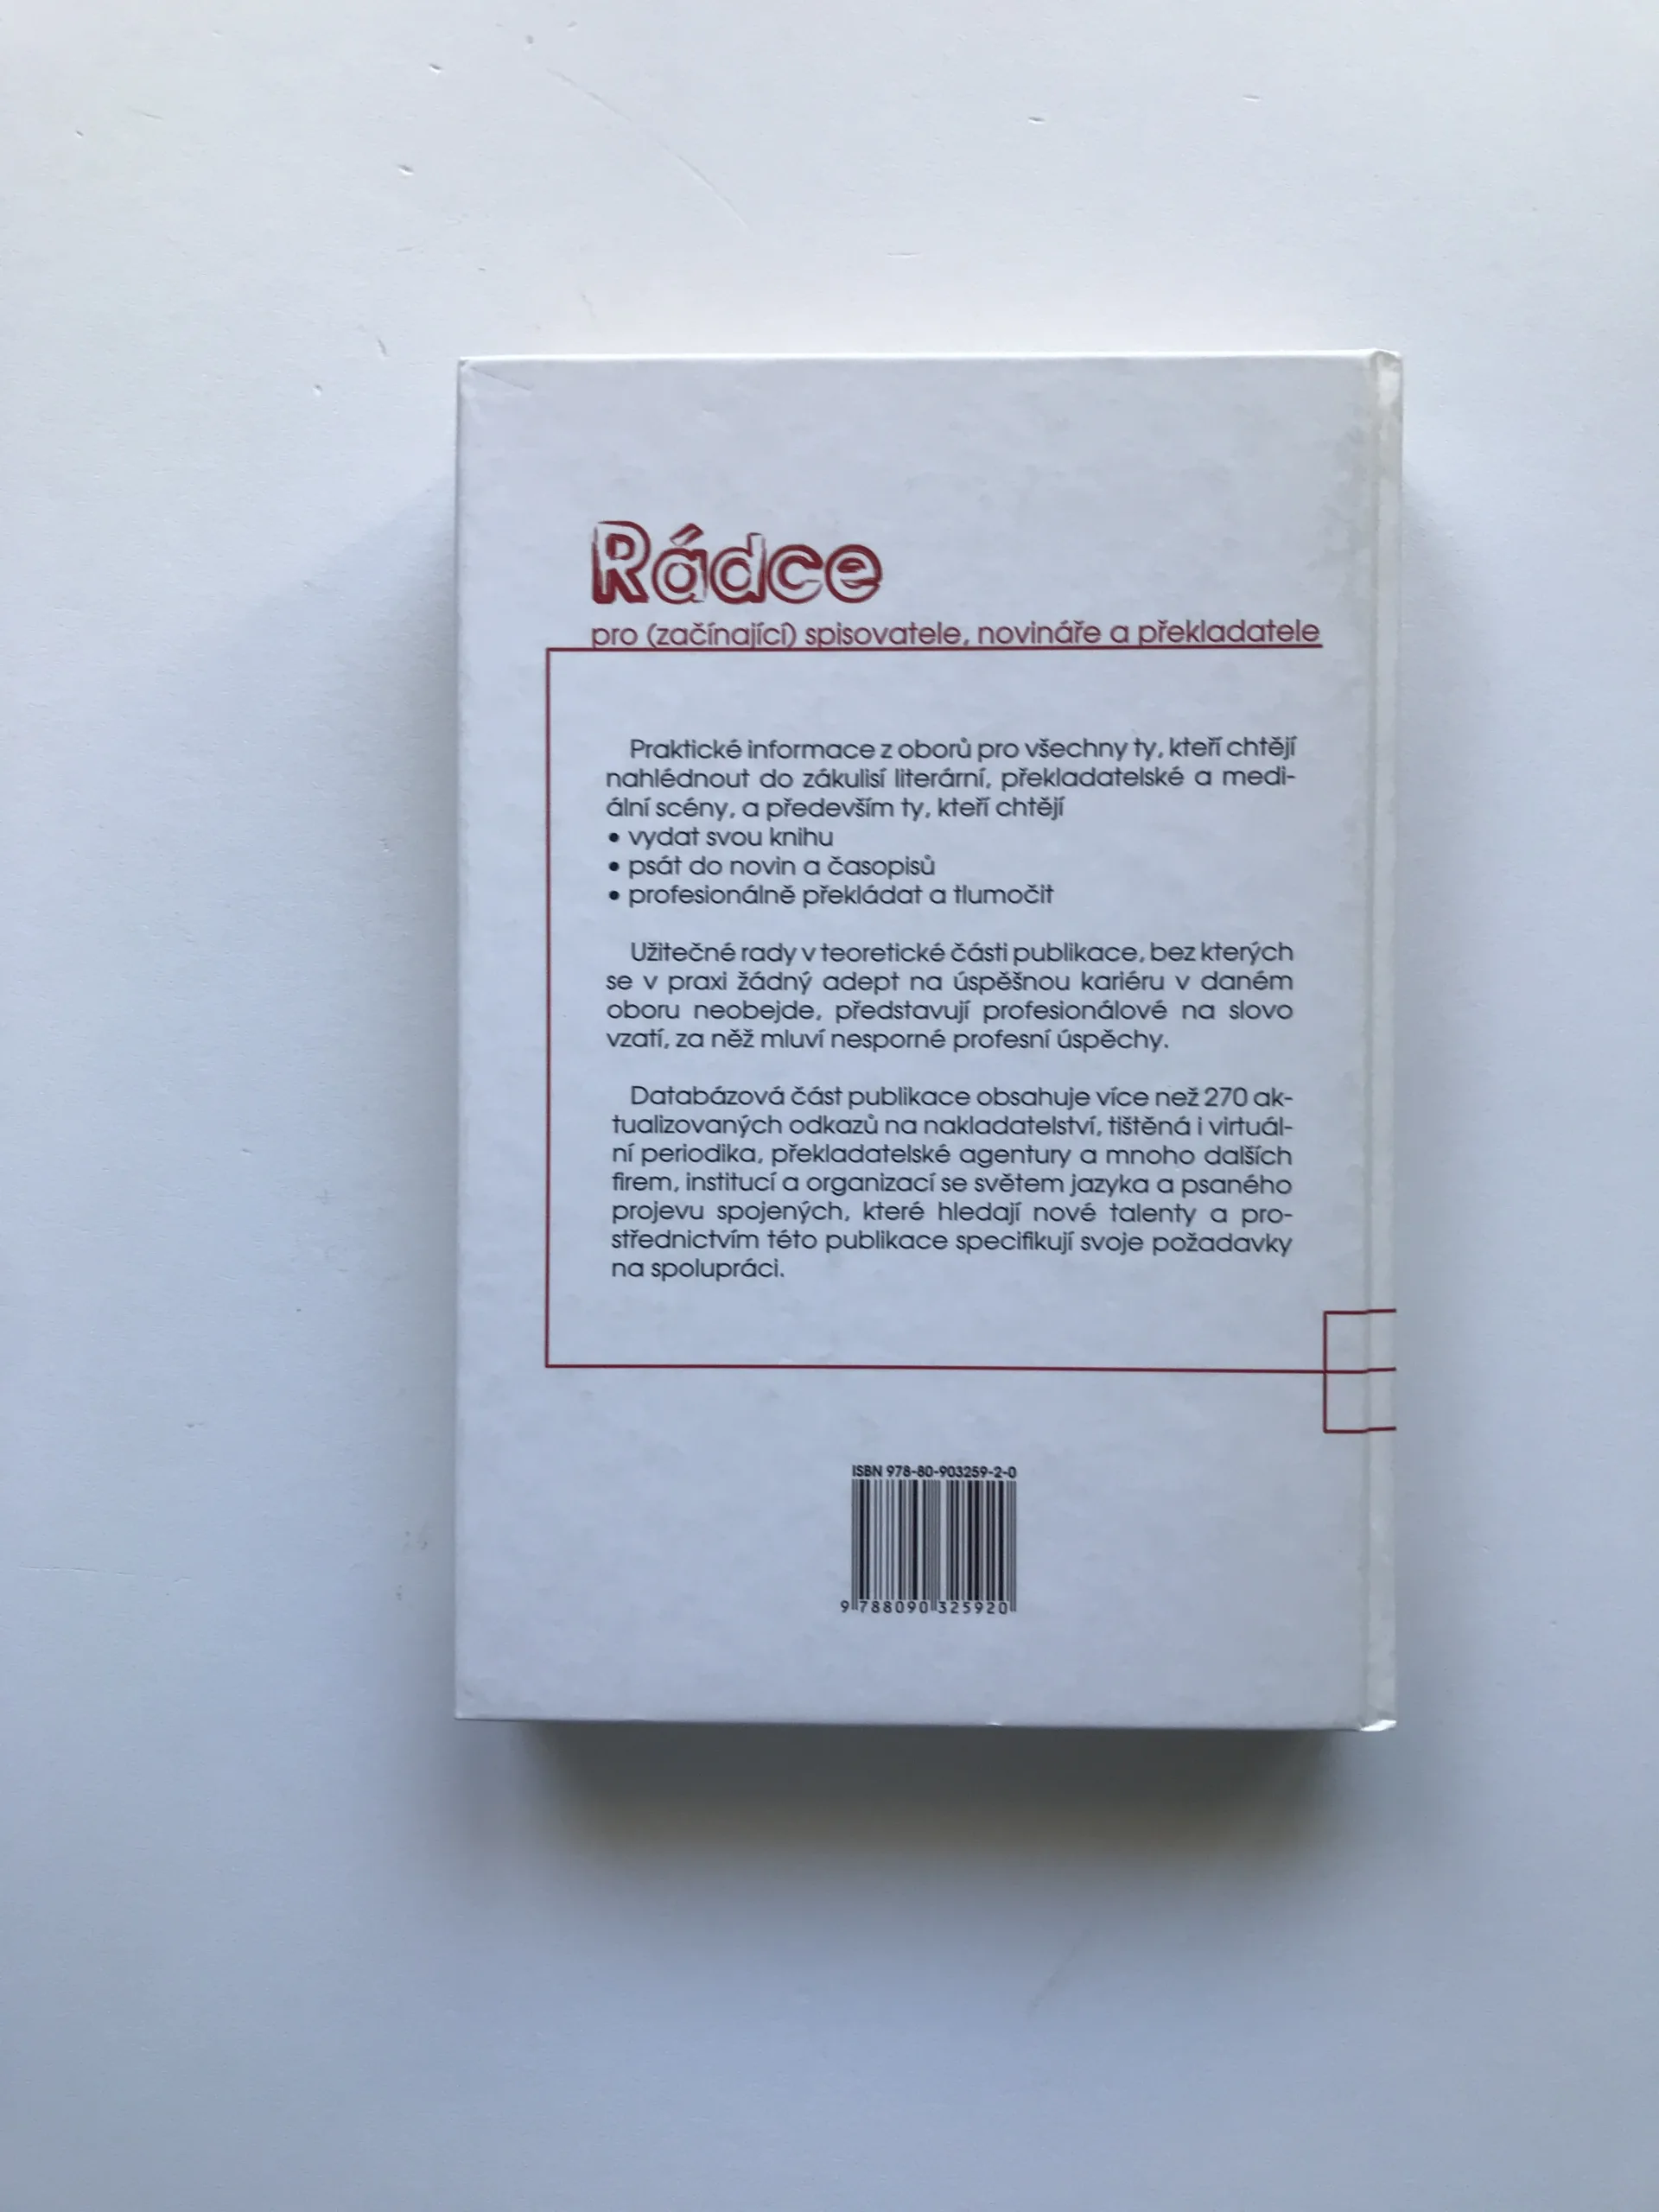 Rádce
pro (začínající) spisovatele, novináře a překladatele
Praktické informace z oborů pro všechny ty, kteří chtějí
nahlédnout do zákulisí literární, překladatelské a medi-
ální scény, a především ty, kteří chtějí
• vydat svou knihu
• psát do novin a časopisů
• profesionálně překládat a tlumočit
Užitečné rady v teoretické části publikace, bez kterých
se v praxi žádný adept na úspěšnou kariéru v daném
oboru neobejde, představují profesionálové na slovo
vzatí, za něž mluví nesporné profesní úspěchy.
Databázová část publikace obsahuje více než 270 ak-
tualizovaných odkazů na nakladatelství, tištěná i virtuál-
ní periodika, překladatelské agentury a mnoho dalších
firem, institucí a organizací se světem jazyka a psaného
projevu spojených, které hledají nové talenty a pro-
střednictvím této publikace specifikují svoje požadavky
na spolupráci.
ISBN 978-80-903259-2-0
9 788090 325920